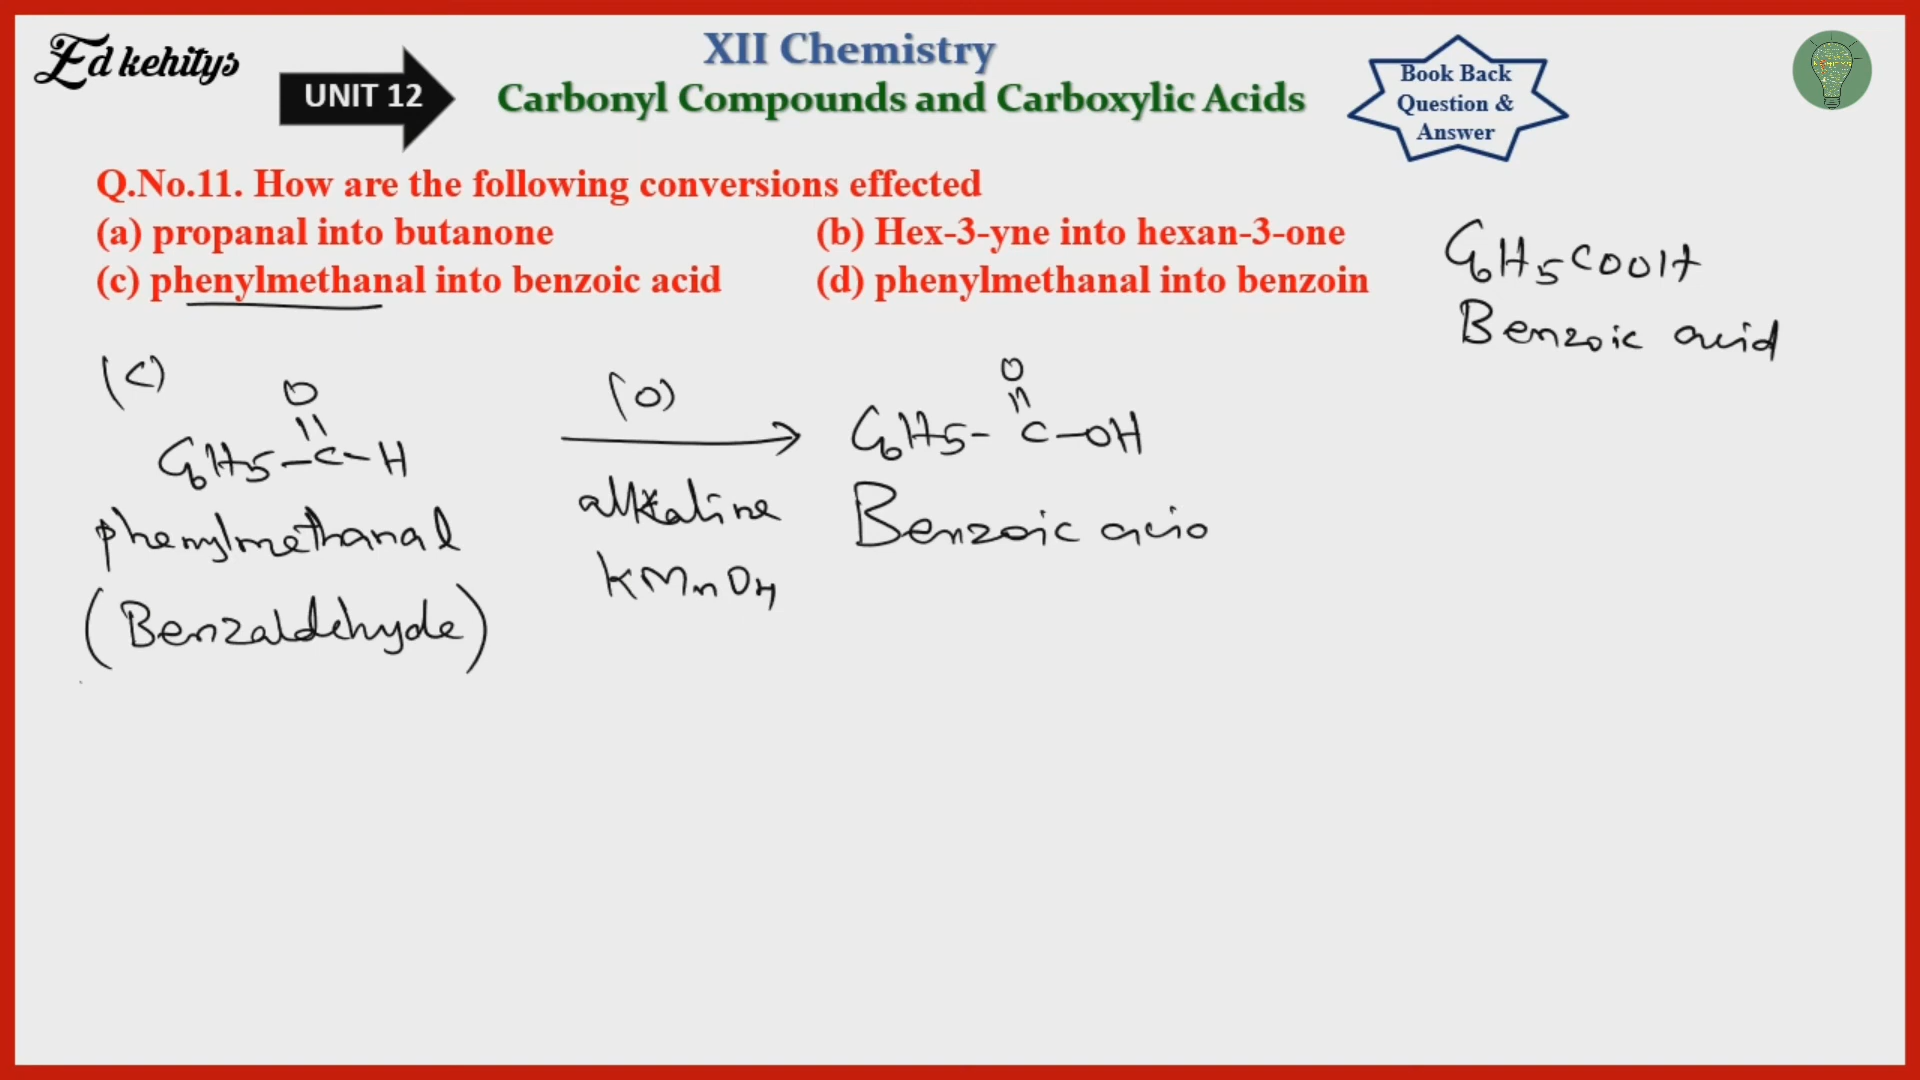 Ed kehitys
UNIT 12
XII Chemistry
Carbonyl Compounds and Carboxylic Acids
Book Back
Question &
Answer
Q.No.11. How are the following conversions effected
(a) propanal into butanone
(b) Hex-3-yne into hexan-3-one
(c) phenylmethanal into benzoic acid
(d) phenylmethanal into benzoin
C6H5COOH
Benzoic acid
(c)
O
||
C6H5-C-H
phenylmethanal
(Benzaldehyde)
(O)
alkaline
KMnO4
O
||
C6H5-C-OH
Benzoic acid